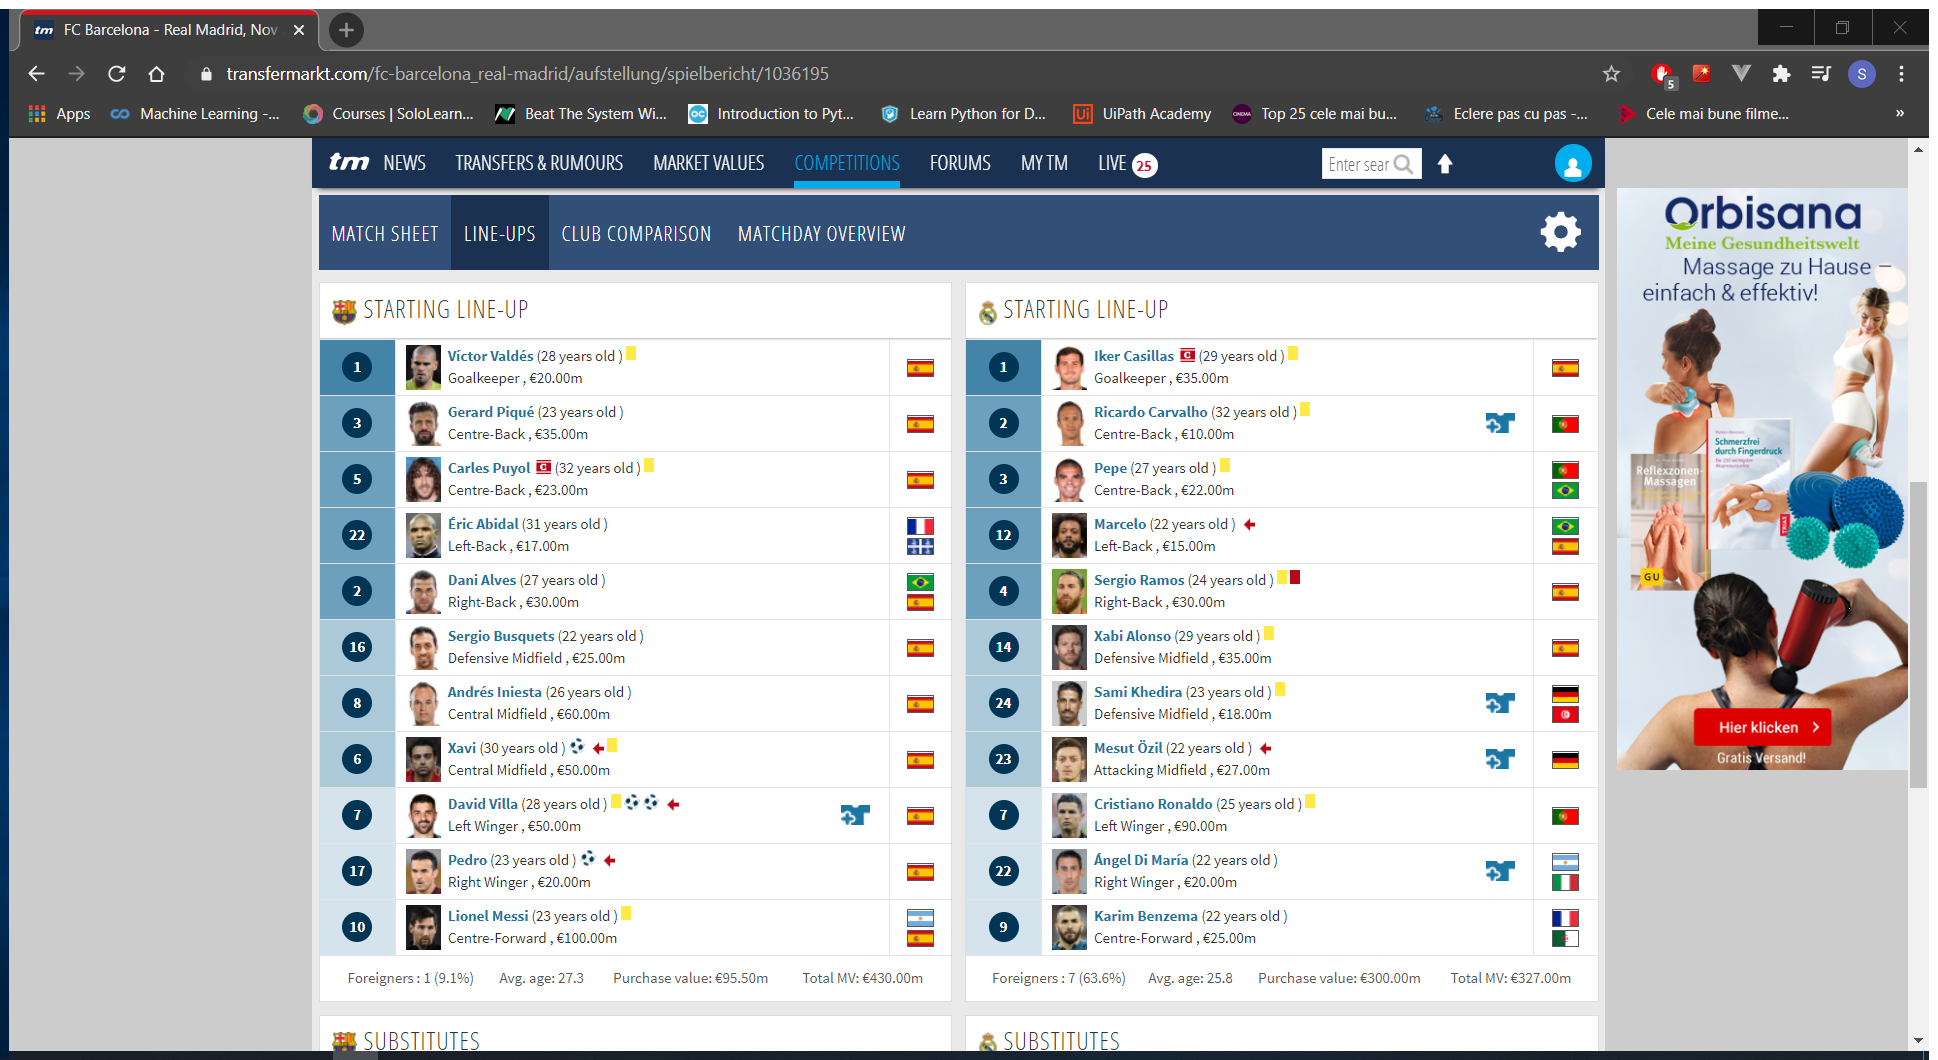 tm FC Barcelona - Real Madrid, Nov
transfermarkt.com/fc-barcelona_real-madrid/aufstellung/spielbericht/1036195
5
S
Apps
Machine Learning -...
Courses | SoloLearn...
Beat The System Wi...
OC Introduction to Pyt...
Learn Python for D...
Ui UiPath Academy
CINEMA Top 25 cele mai bu...
Eclere pas cu pas -...
Cele mai bune filme...
»
tm NEWS TRANSFERS & RUMOURS MARKET VALUES COMPETITIONS FORUMS MY TM LIVE 25 Enter sear
MATCH SHEET LINE-UPS CLUB COMPARISON MATCHDAY OVERVIEW
STARTING LINE-UP
1 Víctor Valdés (28 years old )
Goalkeeper , €20.00m
3 Gerard Piqué (23 years old )
Centre-Back , €35.00m
5 Carles Puyol C (32 years old )
Centre-Back , €23.00m
22 Éric Abidal (31 years old )
Left-Back , €17.00m
2 Dani Alves (27 years old )
Right-Back , €30.00m
16 Sergio Busquets (22 years old )
Defensive Midfield , €25.00m
8 Andrés Iniesta (26 years old )
Central Midfield , €60.00m
6 Xavi (30 years old )
Central Midfield , €50.00m
7 David Villa (28 years old )
Left Winger , €50.00m
17 Pedro (23 years old )
Right Winger , €20.00m
10 Lionel Messi (23 years old )
Centre-Forward , €100.00m
Foreigners : 1 (9.1%) Avg. age: 27.3 Purchase value: €95.50m Total MV: €430.00m
SUBSTITUTES
STARTING LINE-UP
1 Iker Casillas C (29 years old )
Goalkeeper , €35.00m
2 Ricardo Carvalho (32 years old )
Centre-Back , €10.00m
3 Pepe (27 years old )
Centre-Back , €22.00m
12 Marcelo (22 years old )
Left-Back , €15.00m
4 Sergio Ramos (24 years old )
Right-Back , €30.00m
14 Xabi Alonso (29 years old )
Defensive Midfield , €35.00m
24 Sami Khedira (23 years old )
Defensive Midfield , €18.00m
23 Mesut Özil (22 years old )
Attacking Midfield , €27.00m
7 Cristiano Ronaldo (25 years old )
Left Winger , €90.00m
22 Ángel Di María (22 years old )
Right Winger , €20.00m
9 Karim Benzema (22 years old )
Centre-Forward , €25.00m
Foreigners : 7 (63.6%) Avg. age: 25.8 Purchase value: €300.00m Total MV: €327.00m
SUBSTITUTES
Orbisana
Meine Gesundheitswelt
Massage zu Hause –
einfach & effektiv!
Schmerzfrei
durch Fingerdruck
Reflexzonen-
Massagen
TRIAS
GU
Hier klicken
Gratis Versand!